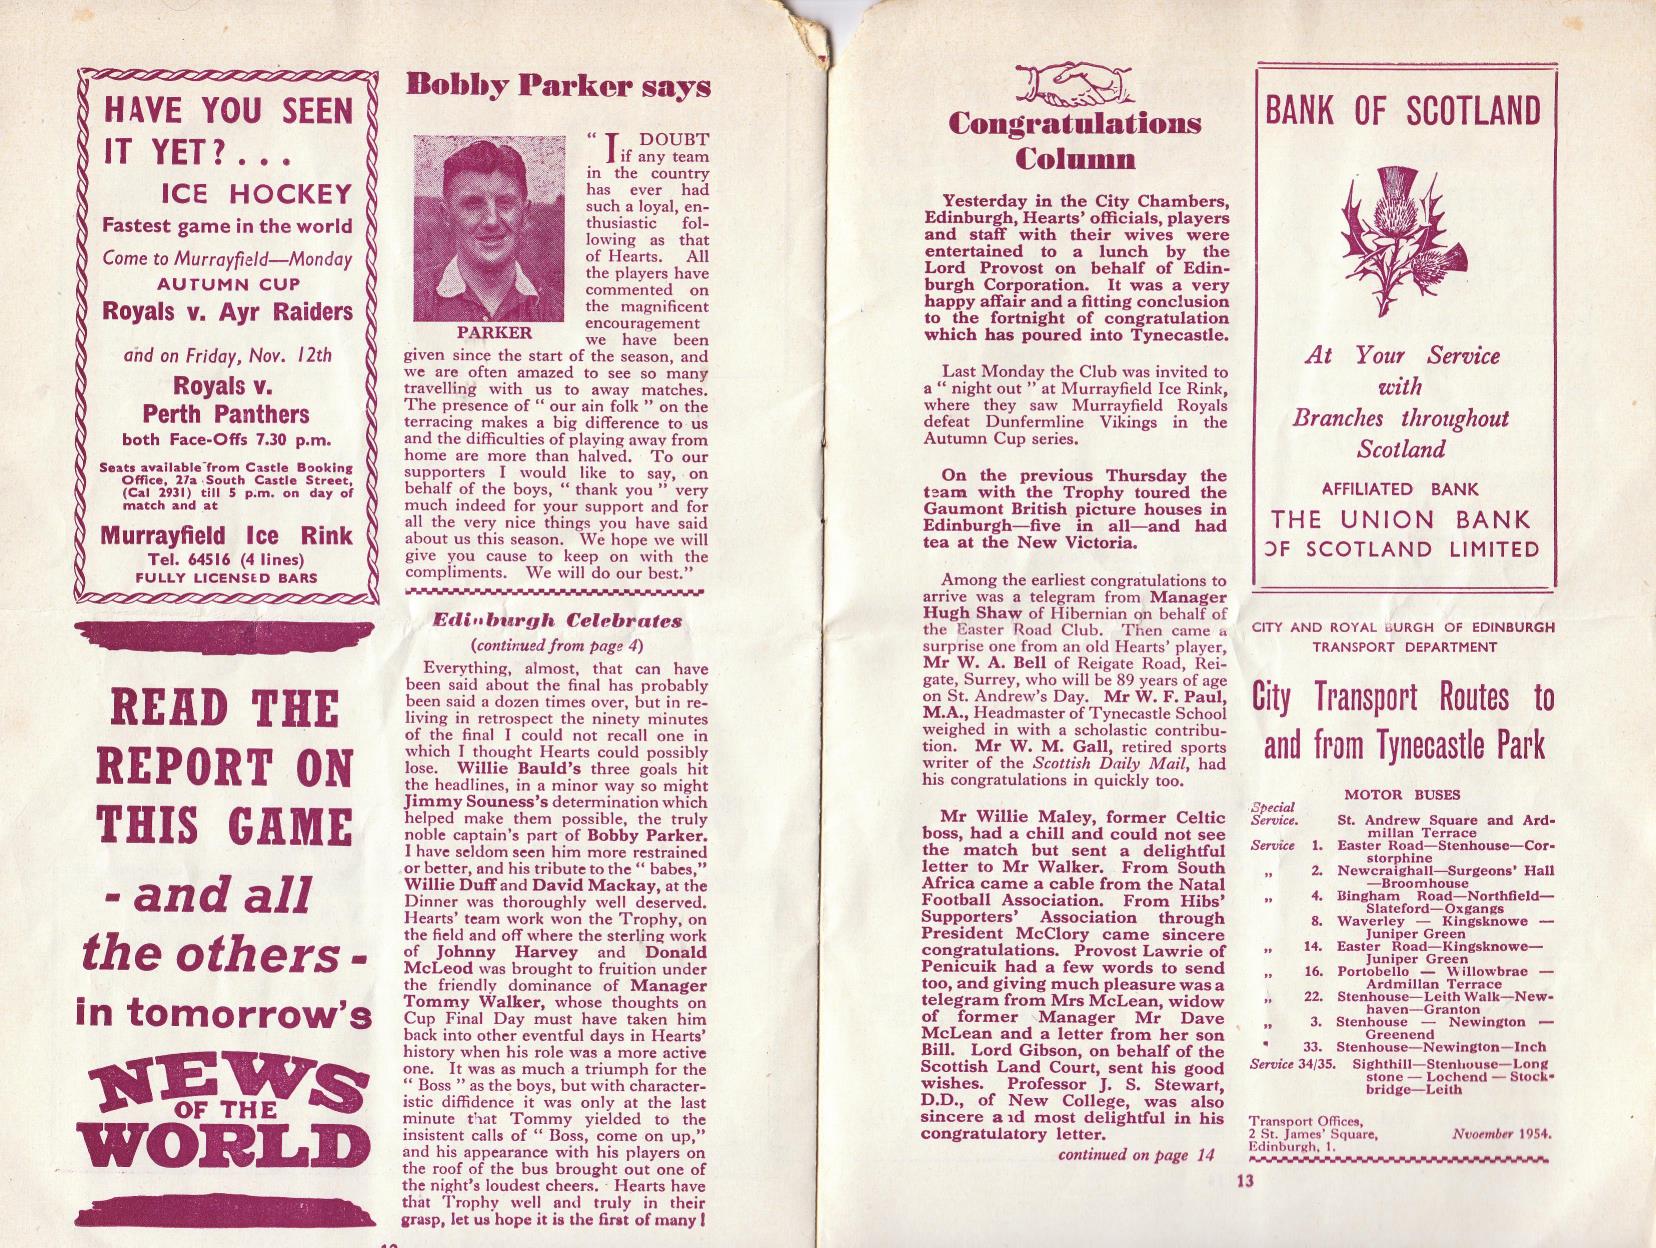 HAVE YOU SEEN
IT YET? . . .
ICE HOCKEY
Fastest game in the world
Come to Murrayfield—Monday
AUTUMN CUP
Royals v. Ayr Raiders
and on Friday, Nov. 12th
Royals v.
Perth Panthers
both Face-Offs 7.30 p.m.
Seats available from Castle Booking
Office, 27a South Castle Street,
(Cal 2931) till 5 p.m. on day of
match and at
Murrayfield Ice Rink
Tel. 64516 (4 lines)
FULLY LICENSED BARS
READ THE
REPORT ON
THIS GAME
- and all
the others -
in tomorrow's
NEWS
OF THE
WORLD
Bobby Parker says
PARKER
" I DOUBT
if any team
in the country
has ever had
such a loyal, en-
thusiastic fol-
lowing as that
of Hearts. All
the players have
commented on
the magnificent
encouragement
we have been
given since the start of the season, and
we are often amazed to see so many
travelling with us to away matches.
The presence of " our ain folk " on the
terracing makes a big difference to us
and the difficulties of playing away from
home are more than halved. To our
supporters I would like to say, on
behalf of the boys, " thank you " very
much indeed for your support and for
all the very nice things you have said
about us this season. We hope we will
give you cause to keep on with the
compliments. We will do our best."
Edinburgh Celebrates
(continued from page 4)
Everything, almost, that can have
been said about the final has probably
been said a dozen times over, but in re-
living in retrospect the ninety minutes
of the final I could not recall one in
which I thought Hearts could possibly
lose. Willie Bauld's three goals hit
the headlines, in a minor way so might
Jimmy Souness's determination which
helped make them possible, the truly
noble captain's part of Bobby Parker.
I have seldom seen him more restrained
or better, and his tribute to the " babes,"
Willie Duff and David Mackay, at the
Dinner was thoroughly well deserved.
Hearts' team work won the Trophy, on
the field and off where the sterling work
of Johnny Harvey and Donald
McLeod was brought to fruition under
the friendly dominance of Manager
Tommy Walker, whose thoughts on
Cup Final Day must have taken him
back into other eventful days in Hearts'
history when his role was a more active
one. It was as much a triumph for the
" Boss " as the boys, but with character-
istic diffidence it was only at the last
minute that Tommy yielded to the
insistent calls of " Boss, come on up,"
and his appearance with his players on
the roof of the bus brought out one of
the night's loudest cheers. Hearts have
that Trophy well and truly in their
grasp, let us hope it is the first of many!
Congratulations
Column
Yesterday in the City Chambers,
Edinburgh, Hearts' officials, players
and staff with their wives were
entertained to a lunch by the
Lord Provost on behalf of Edin-
burgh Corporation. It was a very
happy affair and a fitting conclusion
to the fortnight of congratulation
which has poured into Tynecastle.
Last Monday the Club was invited to
a " night out " at Murrayfield Ice Rink,
where they saw Murrayfield Royals
defeat Dunfermline Vikings in the
Autumn Cup series.
On the previous Thursday the
team with the Trophy toured the
Gaumont British picture houses in
Edinburgh—five in all—and had
tea at the New Victoria.
Among the earliest congratulations to
arrive was a telegram from Manager
Hugh Shaw of Hibernian on behalf of
the Easter Road Club. Then came a
surprise one from an old Hearts' player,
Mr W. A. Bell of Reigate Road, Rei-
gate, Surrey, who will be 89 years of age
on St. Andrew's Day. Mr W. F. Paul,
M.A., Headmaster of Tynecastle School
weighed in with a scholastic contribu-
tion. Mr W. M. Gall, retired sports
writer of the Scottish Daily Mail, had
his congratulations in quickly too.
Mr Willie Maley, former Celtic
boss, had a chill and could not see
the match but sent a delightful
letter to Mr Walker. From South
Africa came a cable from the Natal
Football Association. From Hibs'
Supporters' Association through
President McClory came sincere
congratulations. Provost Lawrie of
Penicuik had a few words to send
too, and giving much pleasure was a
telegram from Mrs McLean, widow
of former Manager Mr Dave
McLean and a letter from her son
Bill. Lord Gibson, on behalf of the
Scottish Land Court, sent his good
wishes. Professor J. S. Stewart,
D.D., of New College, was also
sincere and most delightful in his
congratulatory letter.
continued on page 14
13
BANK OF SCOTLAND
At Your Service
with
Branches throughout
Scotland
AFFILIATED BANK
THE UNION BANK
OF SCOTLAND LIMITED
CITY AND ROYAL BURGH OF EDINBURGH
TRANSPORT DEPARTMENT
City Transport Routes to
and from Tynecastle Park
MOTOR BUSES
Special
Service. St. Andrew Square and Ard-
millan Terrace
Service 1. Easter Road—Stenhouse—Cor-
storphine
„ 2. Newcraighall—Surgeons' Hall
—Broomhouse
„ 4. Bingham Road—Northfield—
Slateford—Oxgangs
8. Waverley — Kingsknowe —
Juniper Green
„ 14. Easter Road—Kingsknowe—
Juniper Green
„ 16. Portobello — Willowbrae —
Ardmillan Terrace
„ 22. Stenhouse—Leith Walk—New-
haven—Granton
„ 3. Stenhouse — Newington —
Greenend
33. Stenhouse—Newington—Inch
Service 34/35. Sighthill—Stenhouse—Long
stone — Lochend — Stock-
bridge—Leith
Transport Offices,
2 St. James' Square,
Edinburgh, 1.
Nvoember 1954.